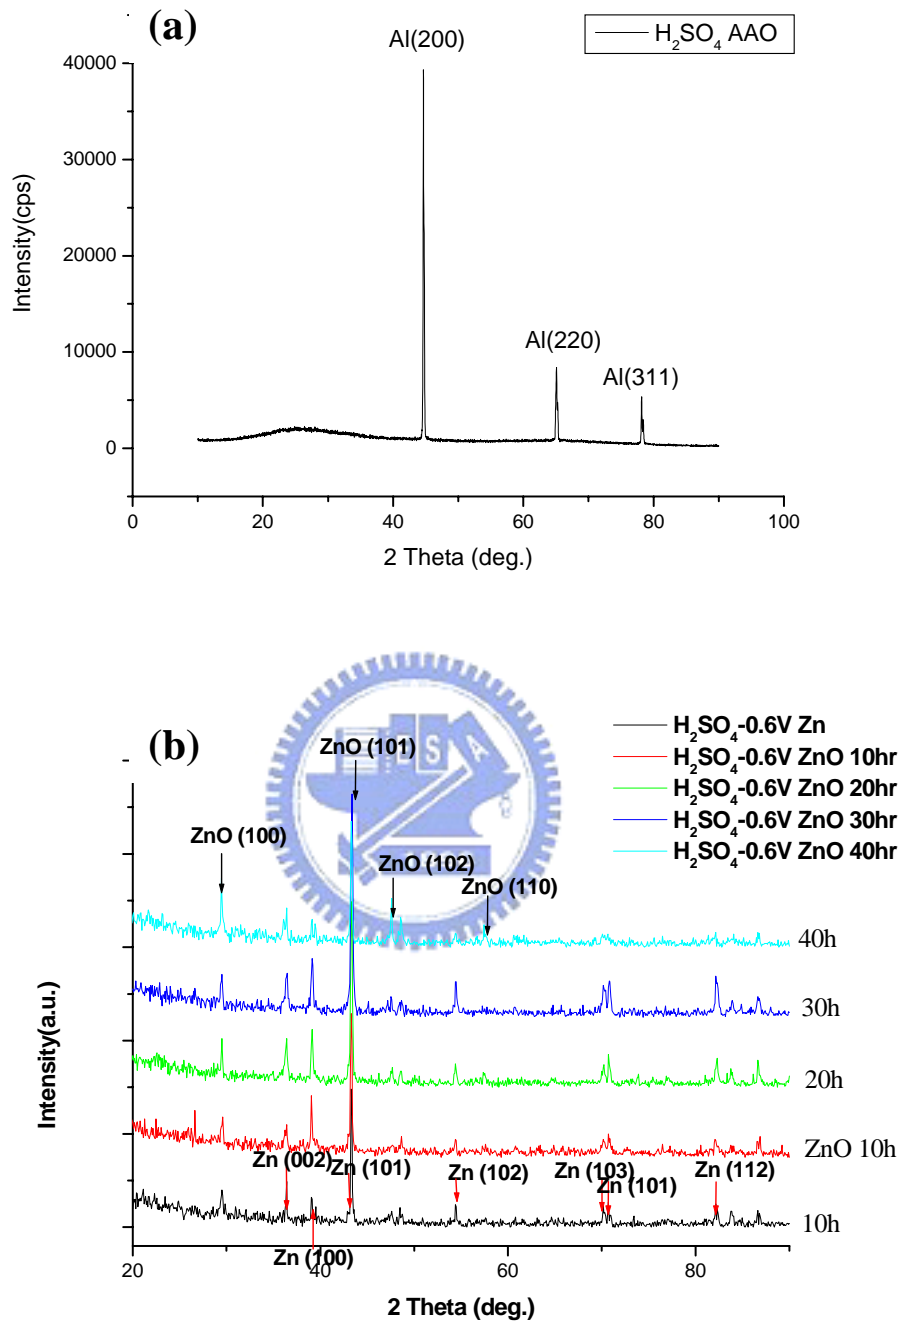 (a)
Al(200)
H₂SO₄ AAO
40000
30000
20000
10000
0
Intensity(cps)
Al(220)
Al(311)
0 20 40 60 80 100
2 Theta (deg.)
(b)
ZnO (101)
H₂SO₄-0.6V Zn
H₂SO₄-0.6V ZnO 10hr
H₂SO₄-0.6V ZnO 20hr
H₂SO₄-0.6V ZnO 30hr
H₂SO₄-0.6V ZnO 40hr
E S A
ZnO (100)
ZnO (102)
ZnO (110)
40h
30h
20h
ZnO 10h
10h
Intensity(a.u.)
Zn (002)
Zn (101)
Zn (102)
Zn (103)
Zn (101)
Zn (112)
Zn (100)
20 40 60 80
2 Theta (deg.)